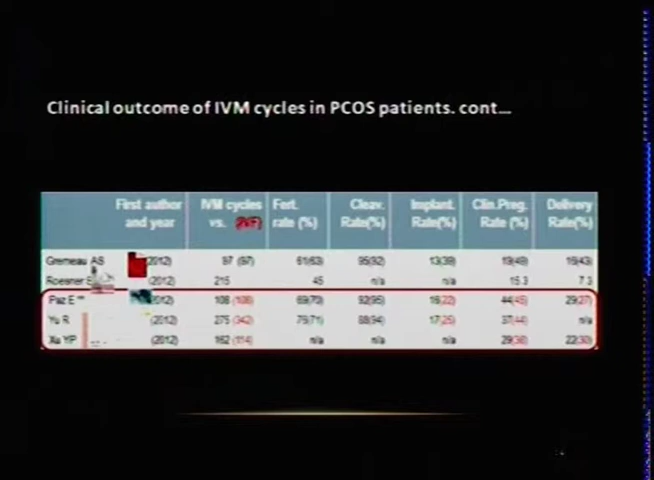 Clinical outcome of IVM cycles in PCOS patients. cont...
First author and year IVM cycles vs. (IVF) Fert. rate (%) Cleav. Rate(%) Implant. Rate(%) Clin.Preg. Rate (%) Delivery Rate(%)
Gremeau AS (2012) 97 (97) 61(63) 95(92) 13(39) 19(49) 16(43)
Roesner (2012) 215 45 n/a n/a 15.3 7.3
Paz E 2012) 108 (108) 69(70) 92(95) 16(22) 44(45) 29(27)
Yu R (2012) 275 (342) (71) (94) 17(25) 37(44) n/a
Xu YP (2012) 162 (114) n/a n/a n/a 29(38) 22(30)